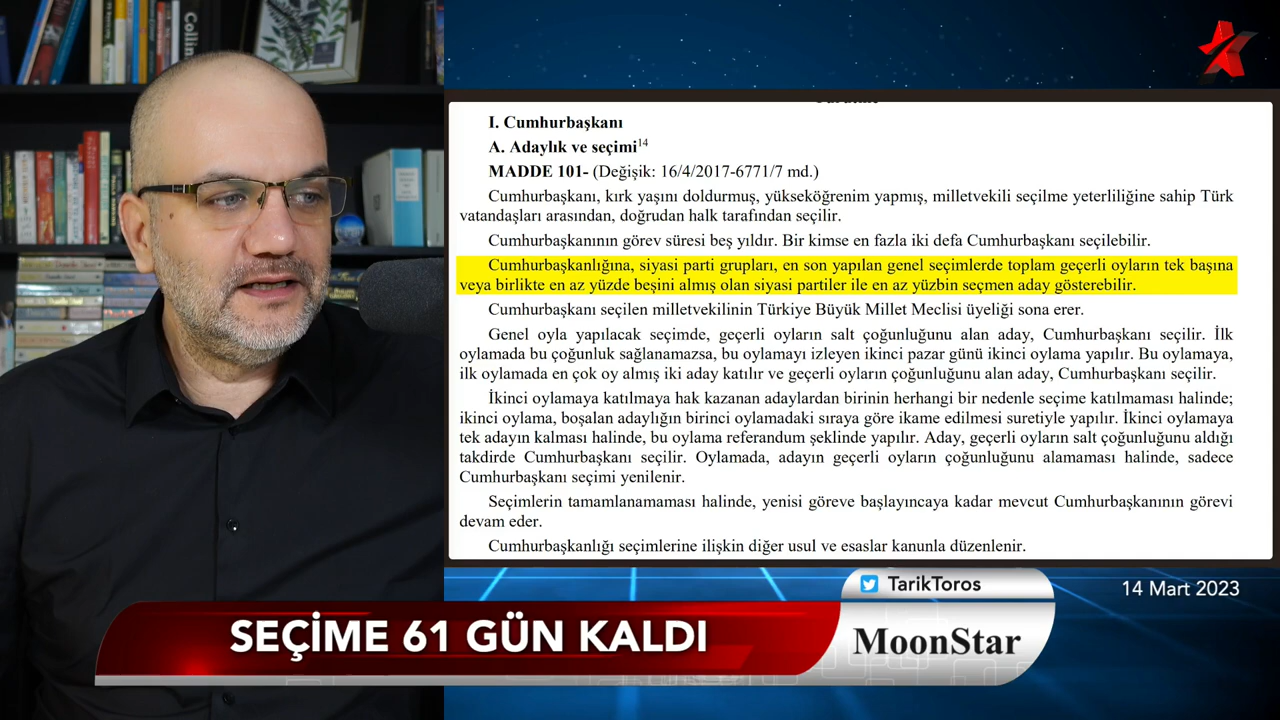 Collin
I. Cumhurbaşkanı
A. Adaylık ve seçimi14
MADDE 101- (Değişik: 16/4/2017-6771/7 md.)
Cumhurbaşkanı, kırk yaşını doldurmuş, yükseköğrenim yapmış, milletvekili seçilme yeterliliğine sahip Türk
vatandaşları arasından, doğrudan halk tarafından seçilir.
Cumhurbaşkanının görev süresi beş yıldır. Bir kimse en fazla iki defa Cumhurbaşkanı seçilebilir.
Cumhurbaşkanlığına, siyasi parti grupları, en son yapılan genel seçimlerde toplam geçerli oyların tek başına
veya birlikte en az yüzde beşini almış olan siyasi partiler ile en az yüzbin seçmen aday gösterebilir.
Cumhurbaşkanı seçilen milletvekilinin Türkiye Büyük Millet Meclisi üyeliği sona erer.
Genel oyla yapılacak seçimde, geçerli oyların salt çoğunluğunu alan aday, Cumhurbaşkanı seçilir. İlk
oylamada bu çoğunluk sağlanamazsa, bu oylamayı izleyen ikinci pazar günü ikinci oylama yapılır. Bu oylamaya,
ilk oylamada en çok oy almış iki aday katılır ve geçerli oyların çoğunluğunu alan aday, Cumhurbaşkanı seçilir.
İkinci oylamaya katılmaya hak kazanan adaylardan birinin herhangi bir nedenle seçime katılmaması halinde;
ikinci oylama, boşalan adaylığın birinci oylamadaki sıraya göre ikame edilmesi suretiyle yapılır. İkinci oylamaya
tek adayın kalması halinde, bu oylama referandum şeklinde yapılır. Aday, geçerli oyların salt çoğunluğunu aldığı
takdirde Cumhurbaşkanı seçilir. Oylamada, adayın geçerli oyların çoğunluğunu alamaması halinde, sadece
Cumhurbaşkanı seçimi yenilenir.
Seçimlerin tamamlanamaması halinde, yenisi göreve başlayıncaya kadar mevcut Cumhurbaşkanının görevi
devam eder.
Cumhurbaşkanlığı seçimlerine ilişkin diğer usul ve esaslar kanunla düzenlenir.
TarikToros
14 Mart 2023
SEÇİME 61 GÜN KALDI
MoonStar